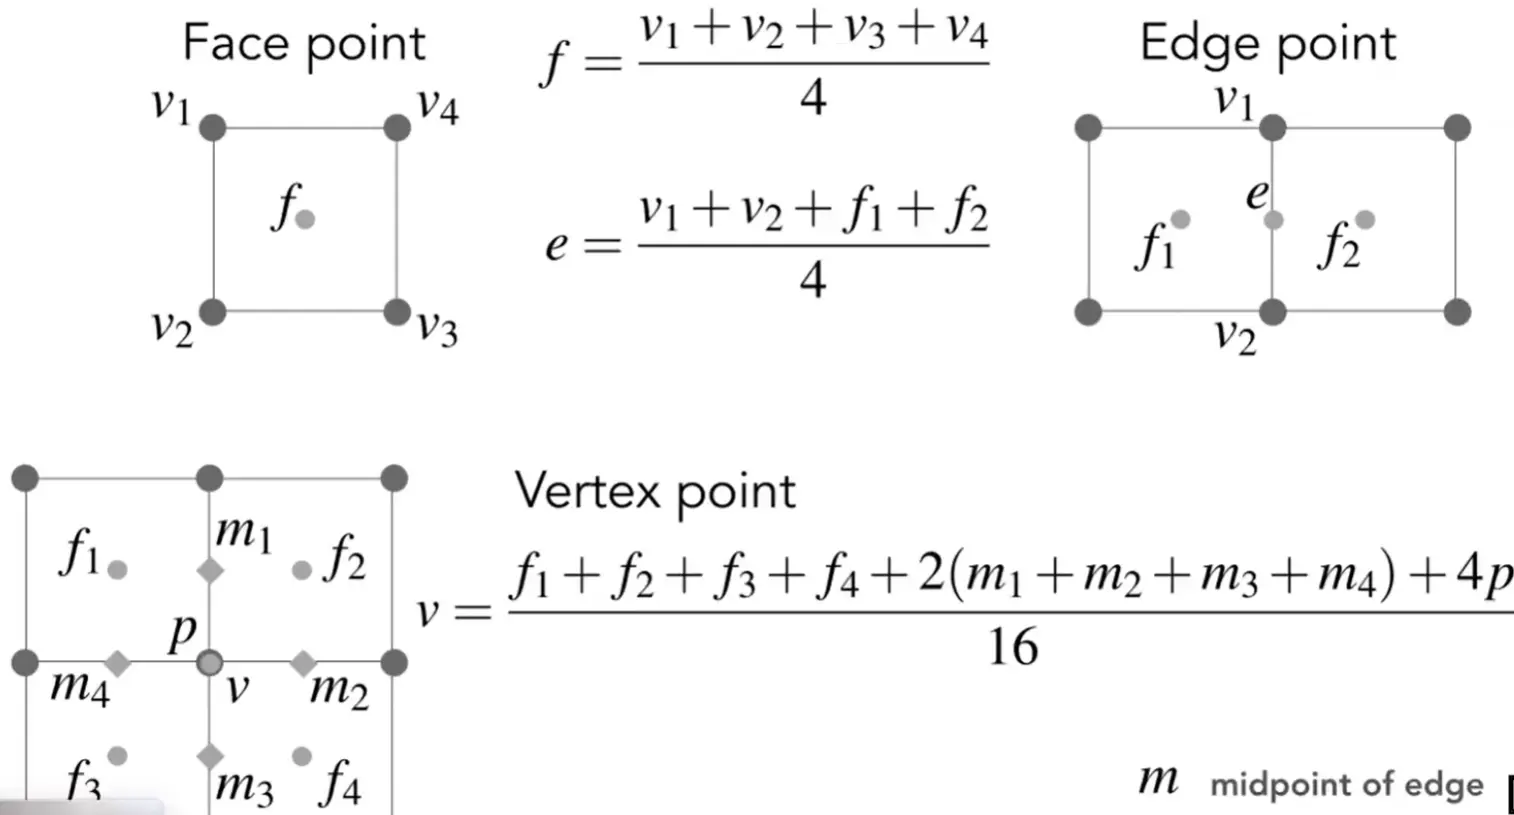 Face point
f = (v₁ + v₂ + v₃ + v₄) / 4
Edge point
v₁ v₄
f
v₂ v₃
e = (v₁ + v₂ + f₁ + f₂) / 4
v₁
e
f₁ f₂
v₂
Vertex point
v = (f₁ + f₂ + f₃ + f₄ + 2(m₁ + m₂ + m₃ + m₄) + 4p) / 16
f₁ m₁ f₂
p
m₄ v m₂
f₃ m₃ f₄
m midpoint of edge